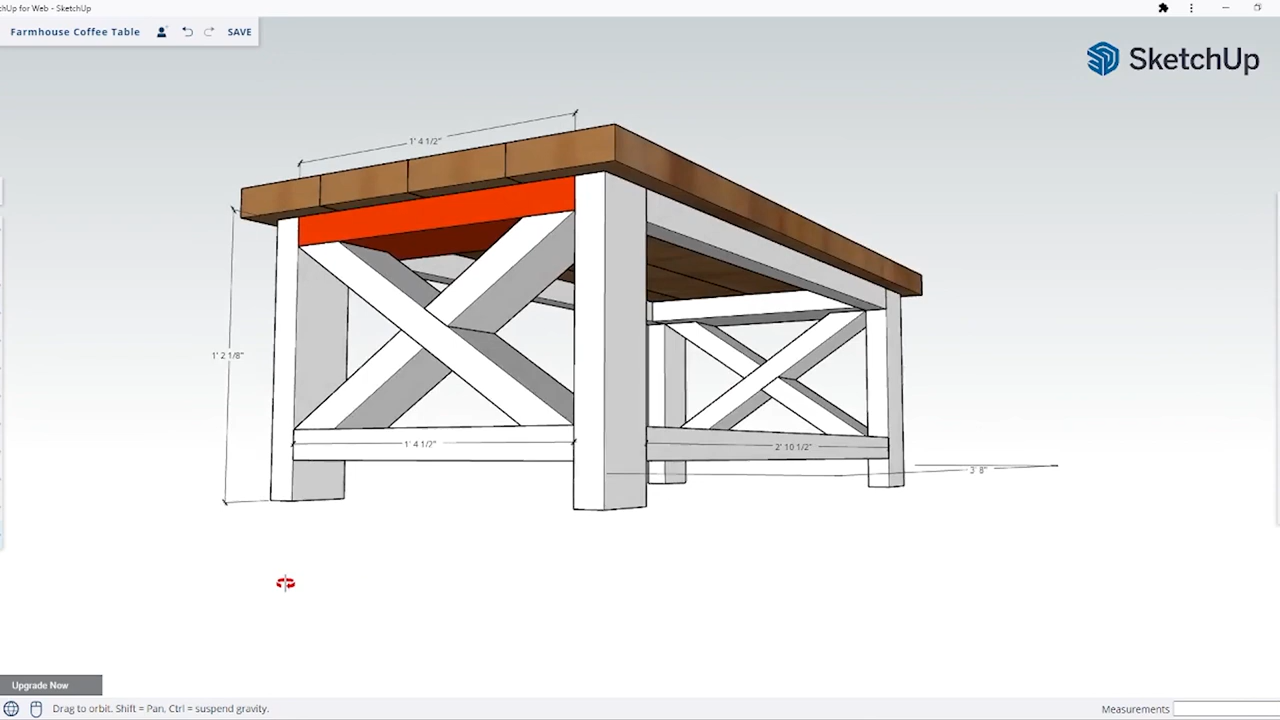 chUp for Web - SketchUp
Farmhouse Coffee Table
SAVE
SketchUp
1' 4 1/2"
1' 2 1/8"
1' 4 1/2"
2' 10 1/2"
3' 8"
Upgrade Now
Drag to orbit. Shift = Pan, Ctrl = suspend gravity.
Measurements